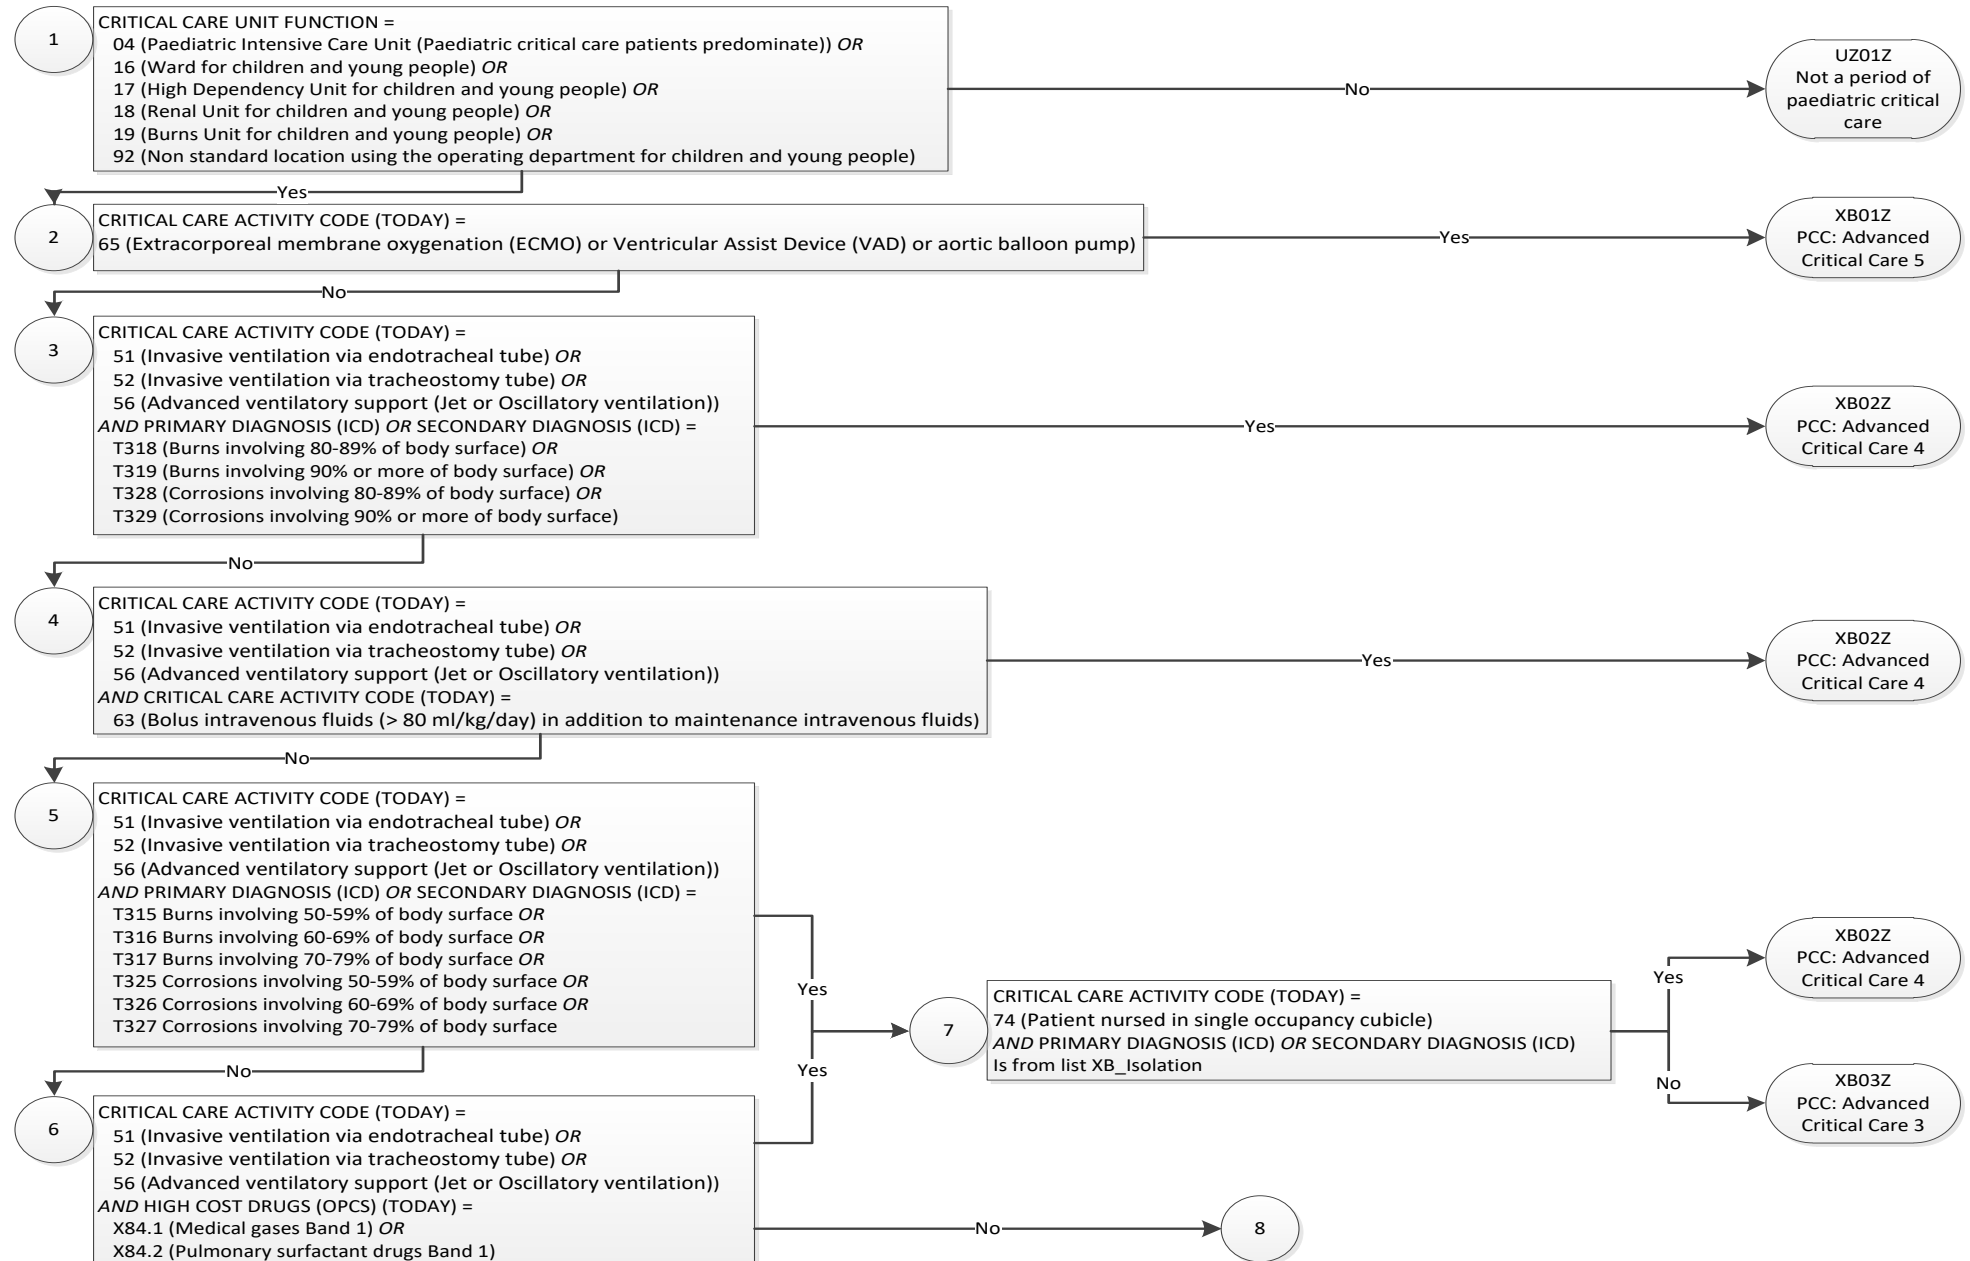 1
CRITICAL CARE UNIT FUNCTION =
04 (Paediatric Intensive Care Unit (Paediatric critical care patients predominate)) OR
16 (Ward for children and young people) OR
17 (High Dependency Unit for children and young people) OR
18 (Renal Unit for children and young people) OR
19 (Burns Unit for children and young people) OR
92 (Non standard location using the operating department for children and young people)
No
UZ01Z
Not a period of
paediatric critical
care
Yes
2
CRITICAL CARE ACTIVITY CODE (TODAY) =
65 (Extracorporeal membrane oxygenation (ECMO) or Ventricular Assist Device (VAD) or aortic balloon pump)
Yes
XB01Z
PCC: Advanced
Critical Care 5
No
3
CRITICAL CARE ACTIVITY CODE (TODAY) =
51 (Invasive ventilation via endotracheal tube) OR
52 (Invasive ventilation via tracheostomy tube) OR
56 (Advanced ventilatory support (Jet or Oscillatory ventilation))
AND PRIMARY DIAGNOSIS (ICD) OR SECONDARY DIAGNOSIS (ICD) =
T318 (Burns involving 80-89% of body surface) OR
T319 (Burns involving 90% or more of body surface) OR
T328 (Corrosions involving 80-89% of body surface) OR
T329 (Corrosions involving 90% or more of body surface)
Yes
XB02Z
PCC: Advanced
Critical Care 4
No
4
CRITICAL CARE ACTIVITY CODE (TODAY) =
51 (Invasive ventilation via endotracheal tube) OR
52 (Invasive ventilation via tracheostomy tube) OR
56 (Advanced ventilatory support (Jet or Oscillatory ventilation))
AND CRITICAL CARE ACTIVITY CODE (TODAY) =
63 (Bolus intravenous fluids (> 80 ml/kg/day) in addition to maintenance intravenous fluids)
Yes
XB02Z
PCC: Advanced
Critical Care 4
No
5
CRITICAL CARE ACTIVITY CODE (TODAY) =
51 (Invasive ventilation via endotracheal tube) OR
52 (Invasive ventilation via tracheostomy tube) OR
56 (Advanced ventilatory support (Jet or Oscillatory ventilation))
AND PRIMARY DIAGNOSIS (ICD) OR SECONDARY DIAGNOSIS (ICD) =
T315 Burns involving 50-59% of body surface OR
T316 Burns involving 60-69% of body surface OR
T317 Burns involving 70-79% of body surface OR
T325 Corrosions involving 50-59% of body surface OR
T326 Corrosions involving 60-69% of body surface OR
T327 Corrosions involving 70-79% of body surface
Yes
No
6
CRITICAL CARE ACTIVITY CODE (TODAY) =
51 (Invasive ventilation via endotracheal tube) OR
52 (Invasive ventilation via tracheostomy tube) OR
56 (Advanced ventilatory support (Jet or Oscillatory ventilation))
AND HIGH COST DRUGS (OPCS) (TODAY) =
X84.1 (Medical gases Band 1) OR
X84.2 (Pulmonary surfactant drugs Band 1)
Yes
No
8
7
CRITICAL CARE ACTIVITY CODE (TODAY) =
74 (Patient nursed in single occupancy cubicle)
AND PRIMARY DIAGNOSIS (ICD) OR SECONDARY DIAGNOSIS (ICD)
Is from list XB_Isolation
Yes
XB02Z
PCC: Advanced
Critical Care 4
No
XB03Z
PCC: Advanced
Critical Care 3